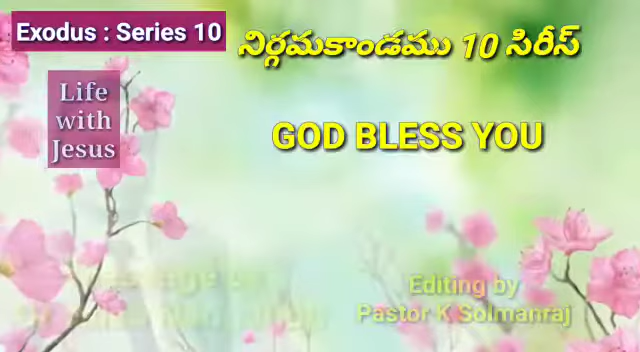 Exodus : Series 10
నిర్గమకాండము 10 సిరీస్
Life
with
Jesus
GOD BLESS YOU
Editing by
Pastor K Solmanraj